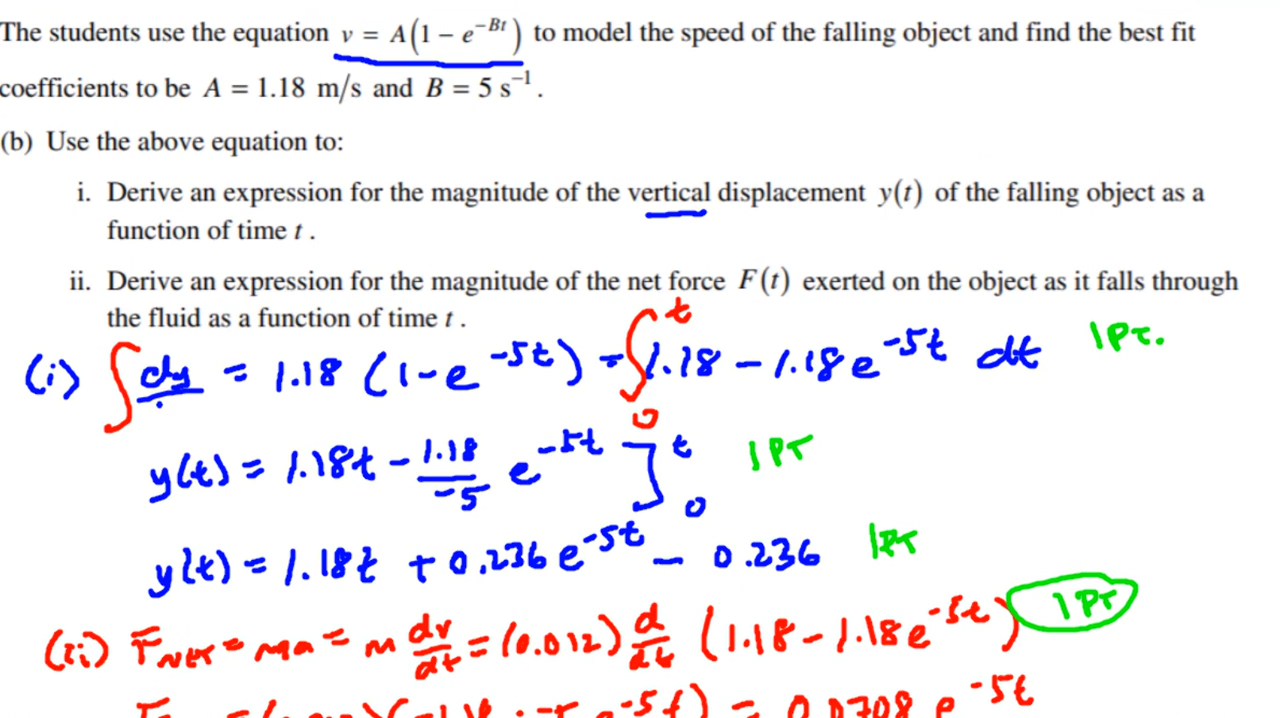 The students use the equation v = A(1 − e^−Bt) to model the speed of the falling object and find the best fit
coefficients to be A = 1.18 m/s and B = 5 s^−1.
(b) Use the above equation to:
i. Derive an expression for the magnitude of the vertical displacement y(t) of the falling object as a
function of time t.
ii. Derive an expression for the magnitude of the net force F(t) exerted on the object as it falls through
the fluid as a function of time t.
(i) ∫ dy = 1.18 (1-e^-5t) = ∫_0^t 1.18 - 1.18e^-5t dt 1PT.
y(t) = 1.18t - 1.18/-5 e^-5t ]_0^t 1PT
y(t) = 1.18t + 0.236 e^-5t - 0.236 1PT
(ii) FNET = ma = m dv/dt = (0.012) d/dt (1.18 - 1.18e^-5t) 1PT
= 0.0708 e^-5t